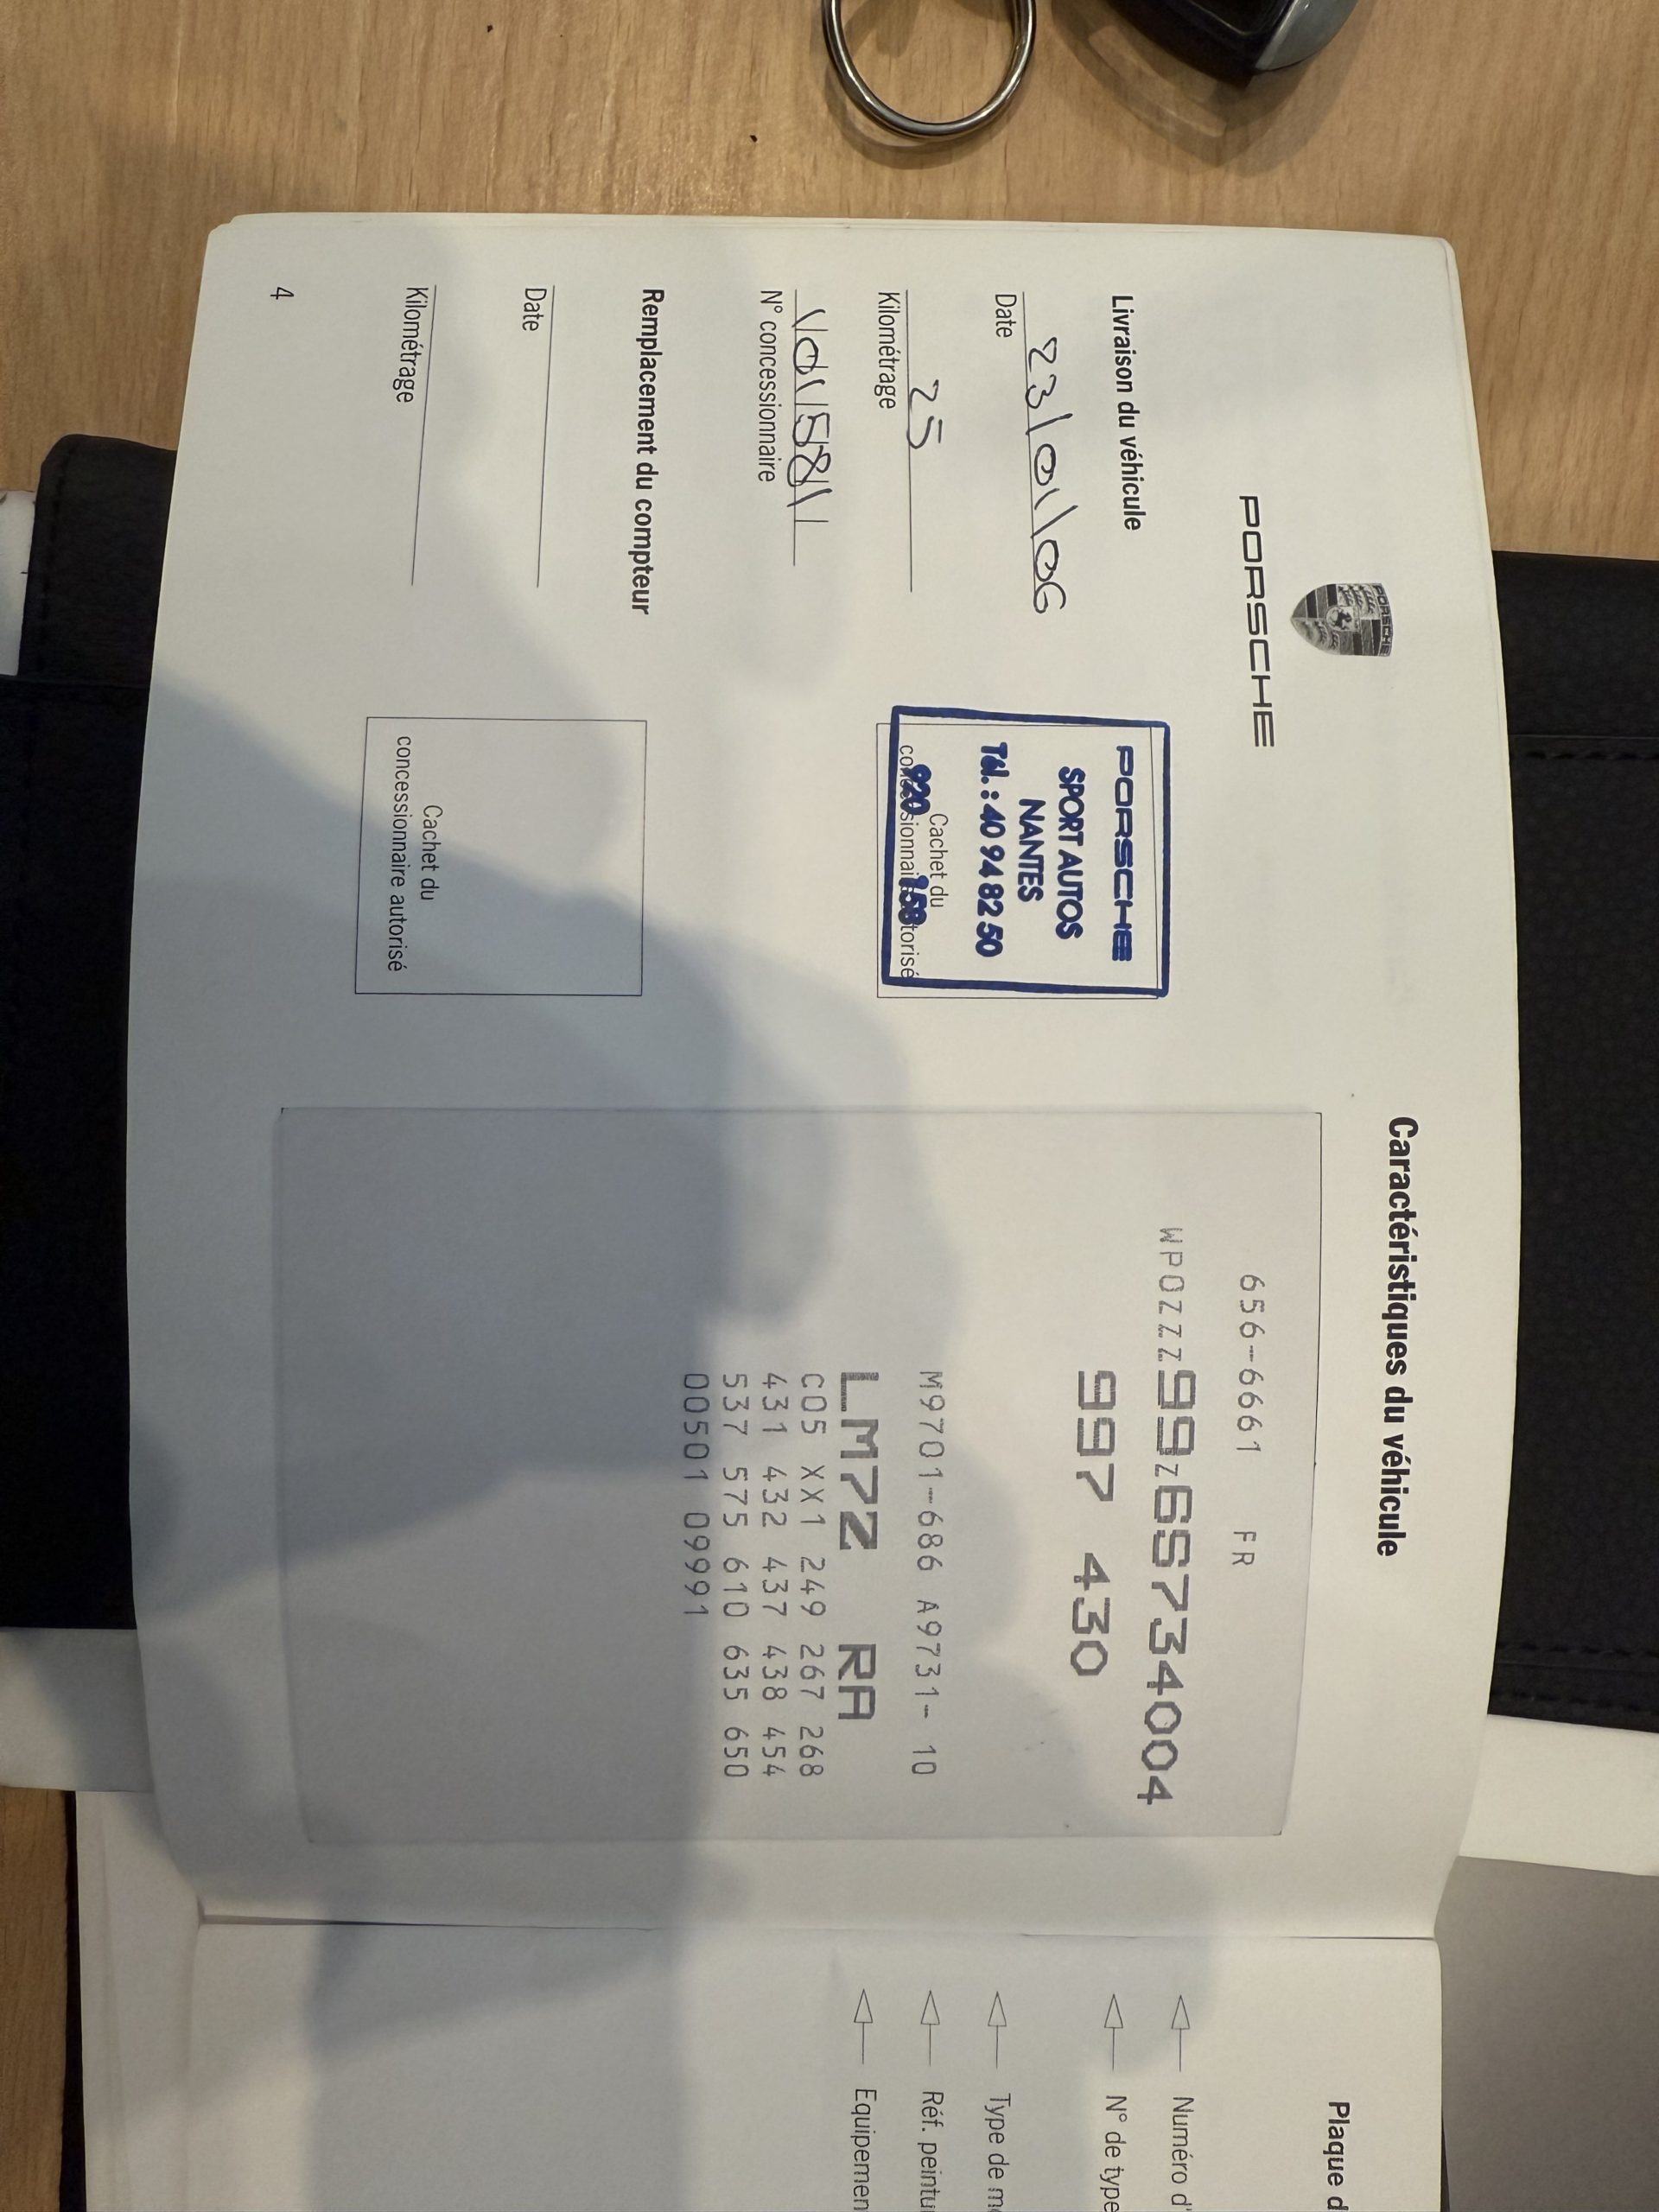 PORSCHE
PORSCHE
Livraison du véhicule
23/01/06
Date
25
Kilométrage
N° concessionnaire
PORSCHE
SPORT AUTOS
NANTES
Tél. : 40 94 82 50
920 158
Cachet du
concessionnaire autorisé
Remplacement du compteur
Date
Kilométrage
Cachet du
concessionnaire autorisé
4
Caractéristiques du véhicule
656-6661 FR
WP0ZZZ99Z6S734004
997 430
M9701-686 A9731- 10
LM7Z RA
C05 XX1 249 267 268
431 432 437 438 454
537 575 610 635 650
00501 09991
Plaque d
Numéro d'
N° de type
Type de m
Réf. peintu
Equipemen